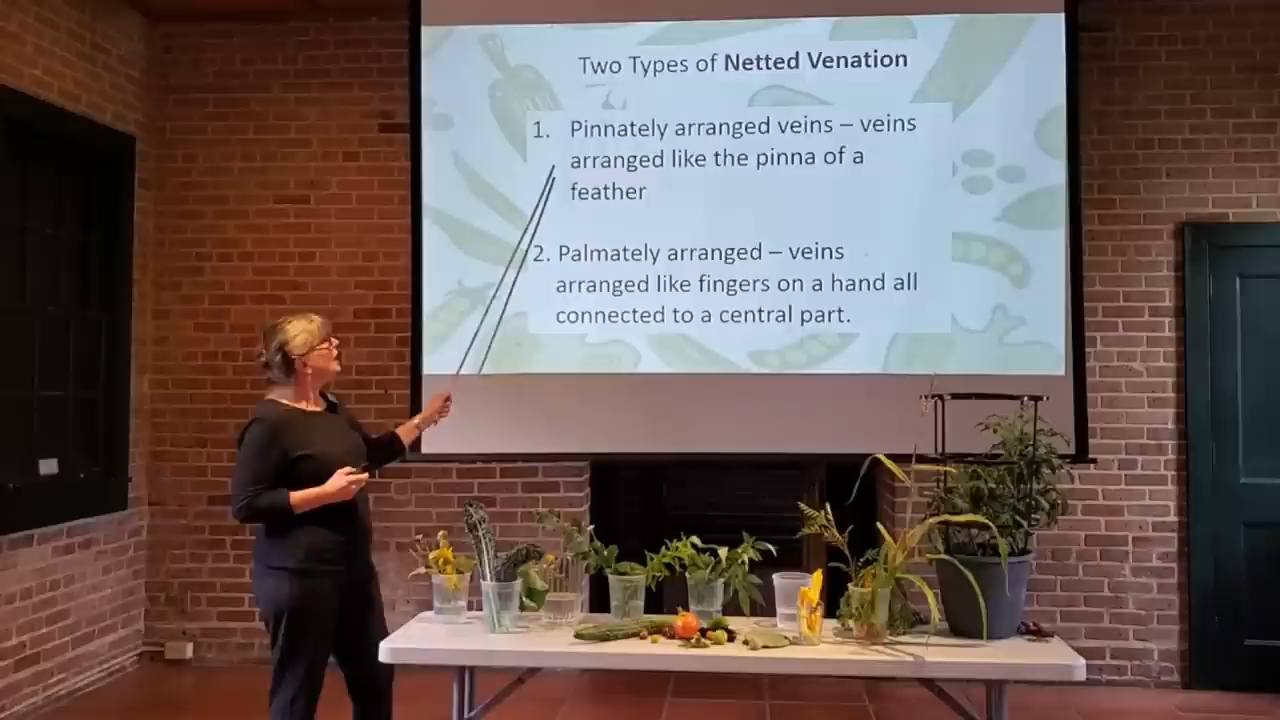 Two Types of Netted Venation
1. Pinnately arranged veins – veins
arranged like the pinna of a
feather
2. Palmately arranged – veins
arranged like fingers on a hand all
connected to a central part.